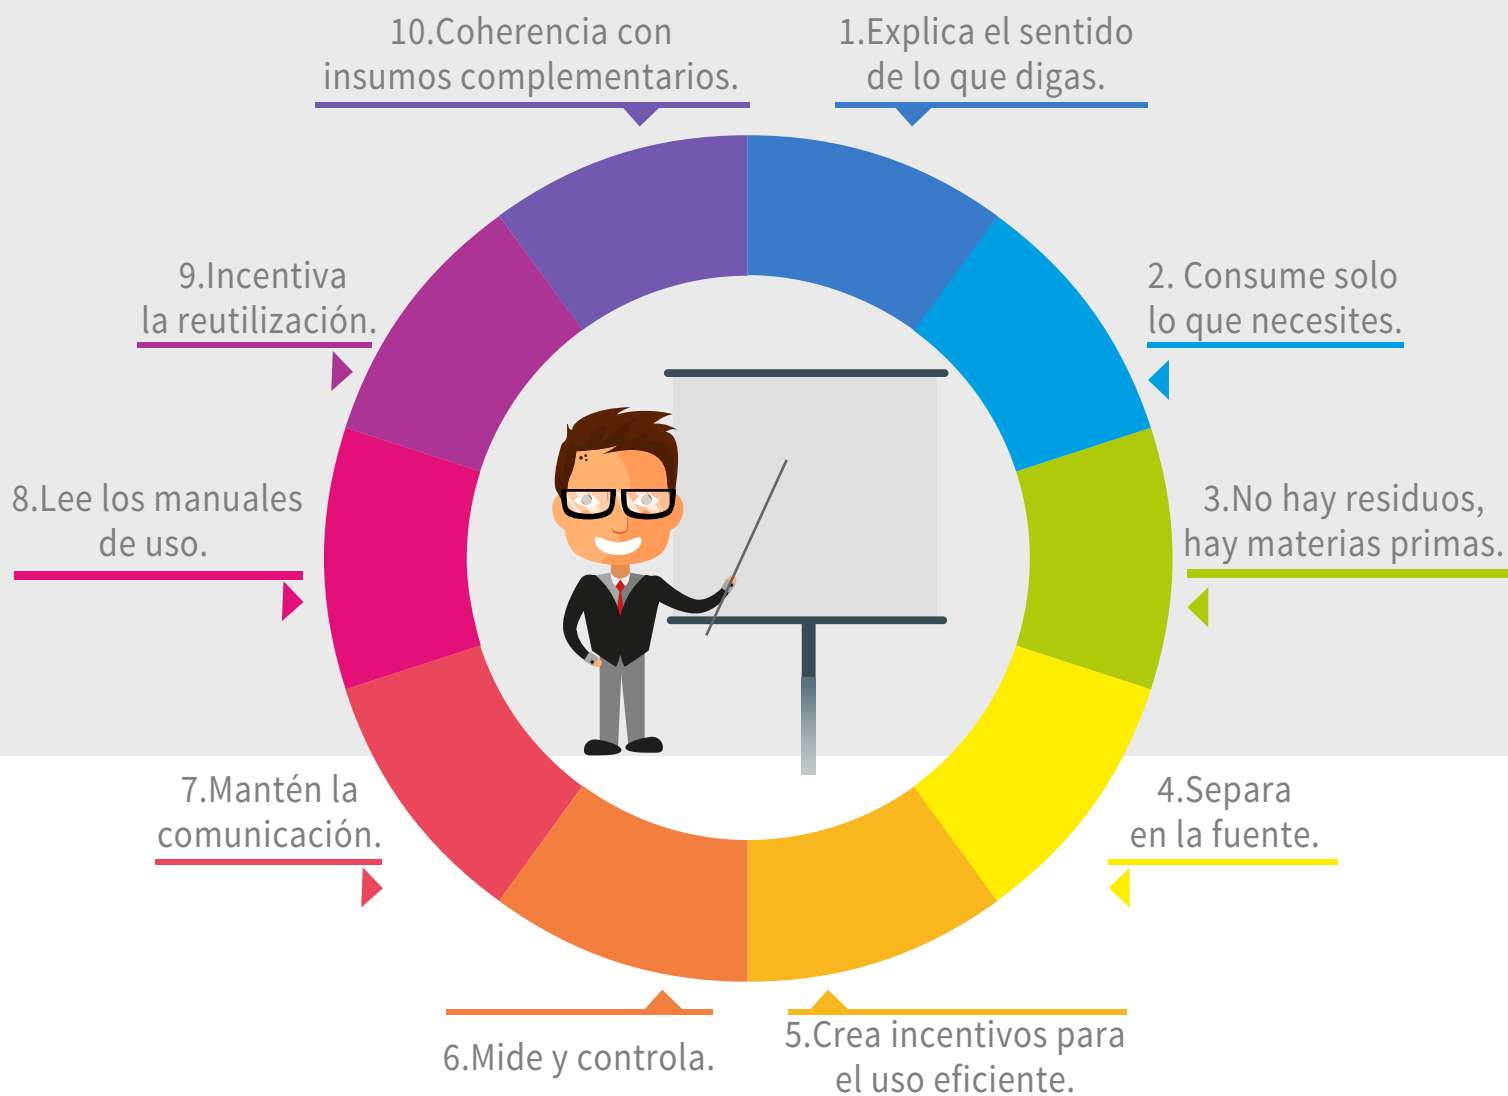 1.Explica el sentido
de lo que digas.
2. Consume solo
lo que necesites.
3.No hay residuos,
hay materias primas.
4.Separa
en la fuente.
5.Crea incentivos para
el uso eficiente.
6.Mide y controla.
7.Mantén la
comunicación.
8.Lee los manuales
de uso.
9.Incentiva
la reutilización.
10.Coherencia con
insumos complementarios.